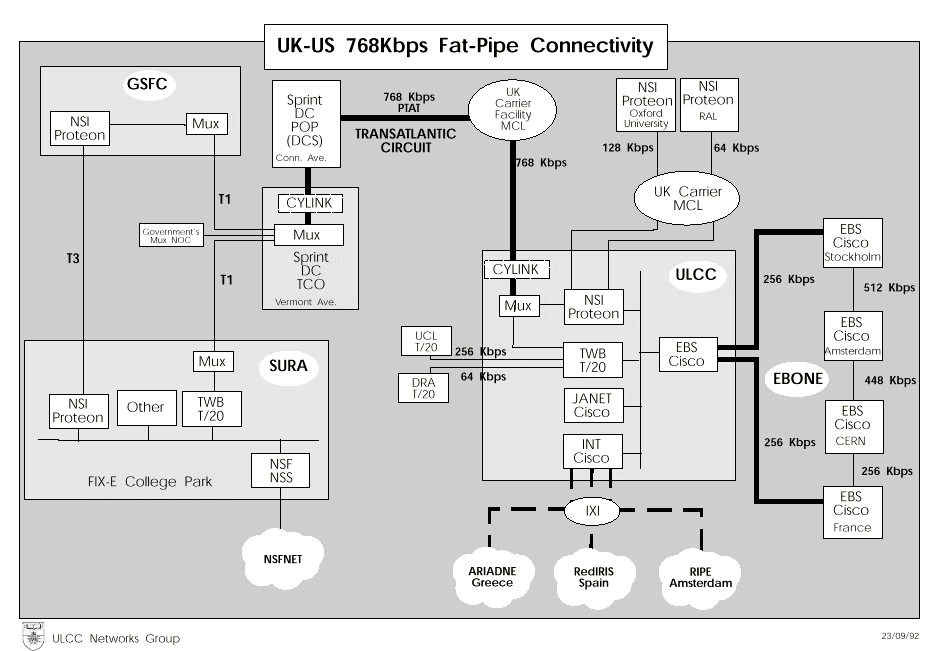 UK-US 768Kbps Fat-Pipe Connectivity
GSFC
NSI
Proteon
Mux
T3
T1
Government's
Mux NOC
T1
Sprint
DC
POP
(DCS)
Conn. Ave.
768 Kbps
PTAT
TRANSATLANTIC
CIRCUIT
CYLINK
Mux
Sprint
DC
TCO
Vermont Ave.
UK
Carrier
Facility
MCL
768 Kbps
NSI
Proteon
Oxford
University
NSI
Proteon
RAL
128 Kbps
64 Kbps
UK Carrier
MCL
ULCC
CYLINK
Mux
NSI
Proteon
UCL
T/20
256 Kbps
DRA
T/20
64 Kbps
TWB
T/20
JANET
Cisco
INT
Cisco
EBS
Cisco
EBONE
256 Kbps
256 Kbps
EBS
Cisco
Stockholm
512 Kbps
EBS
Cisco
Amsterdam
448 Kbps
EBS
Cisco
CERN
256 Kbps
EBS
Cisco
France
SURA
Mux
NSI
Proteon
Other
TWB
T/20
NSF
NSS
FIX-E College Park
NSFNET
IXI
ARIADNE
Greece
RedIRIS
Spain
RIPE
Amsterdam
ULCC Networks Group
23/09/92